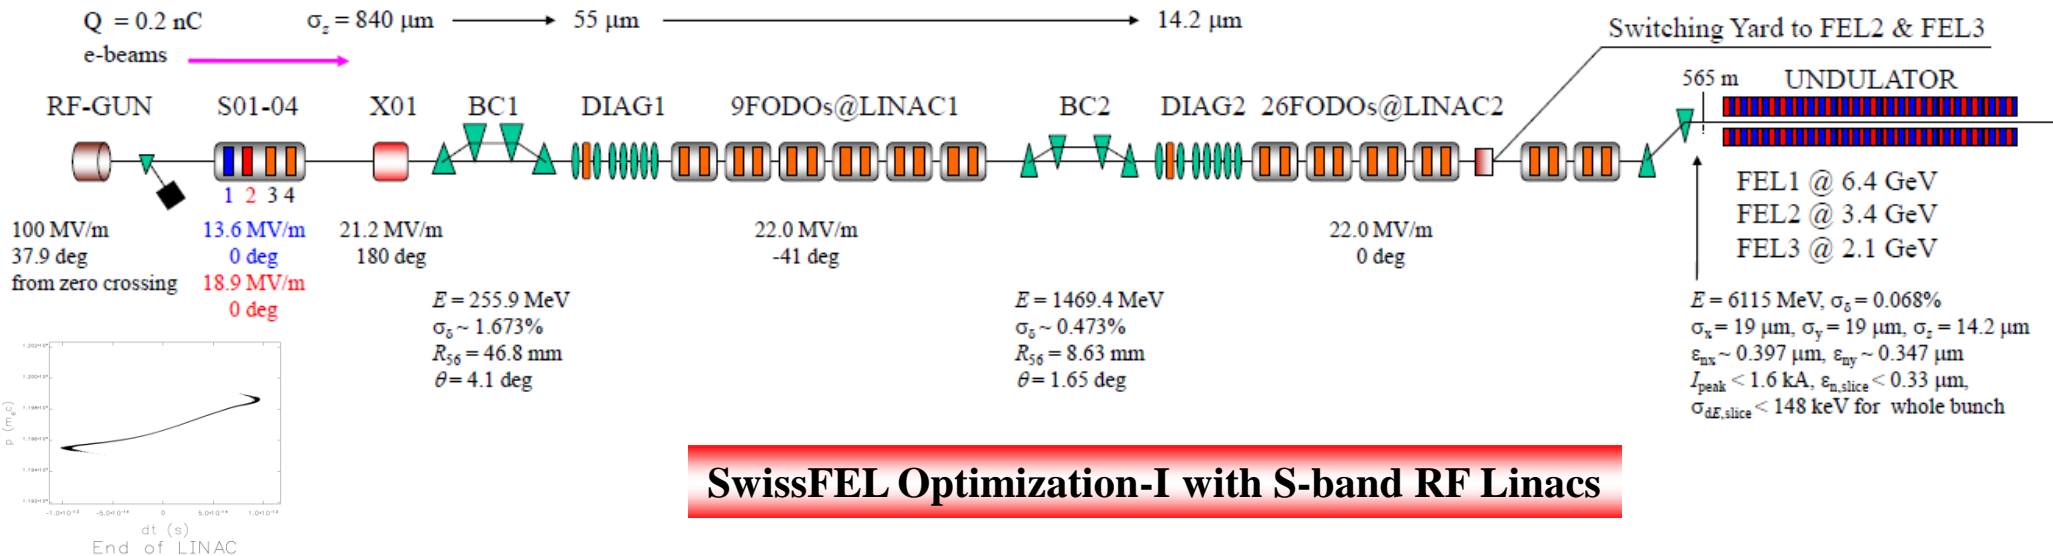 Q = 0.2 nC
e-beams
σz = 840 μm
55 μm
14.2 μm
Switching Yard to FEL2 & FEL3
565 m
UNDULATOR
RF-GUN
S01-04
X01
BC1
DIAG1
9FODOs@LINAC1
BC2
DIAG2
26FODOs@LINAC2
1 2 3 4
100 MV/m
37.9 deg
from zero crossing
13.6 MV/m
0 deg
18.9 MV/m
0 deg
21.2 MV/m
180 deg
22.0 MV/m
-41 deg
22.0 MV/m
0 deg
FEL1 @ 6.4 GeV
FEL2 @ 3.4 GeV
FEL3 @ 2.1 GeV
E = 255.9 MeV
σδ ~ 1.673%
R56 = 46.8 mm
θ = 4.1 deg
E = 1469.4 MeV
σδ ~ 0.473%
R56 = 8.63 mm
θ = 1.65 deg
E = 6115 MeV, σδ = 0.068%
σx = 19 μm, σy = 19 μm, σz = 14.2 μm
εnx ~ 0.397 μm, εny ~ 0.347 μm
Ipeak < 1.6 kA, εn,slice < 0.33 μm,
σdE,slice < 148 keV for whole bunch
p (mec)
0
dt (s)
End of LINAC
SwissFEL Optimization-I with S-band RF Linacs